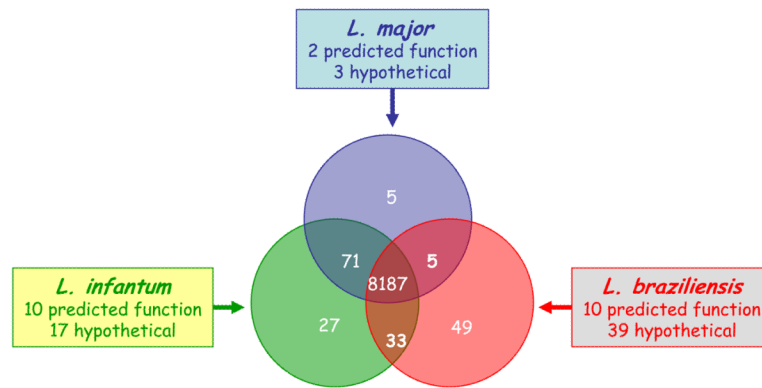 L. major
2 predicted function
3 hypothetical
5
71
5
8187
L. infantum
10 predicted function
17 hypothetical
27
33
49
L. braziliensis
10 predicted function
39 hypothetical